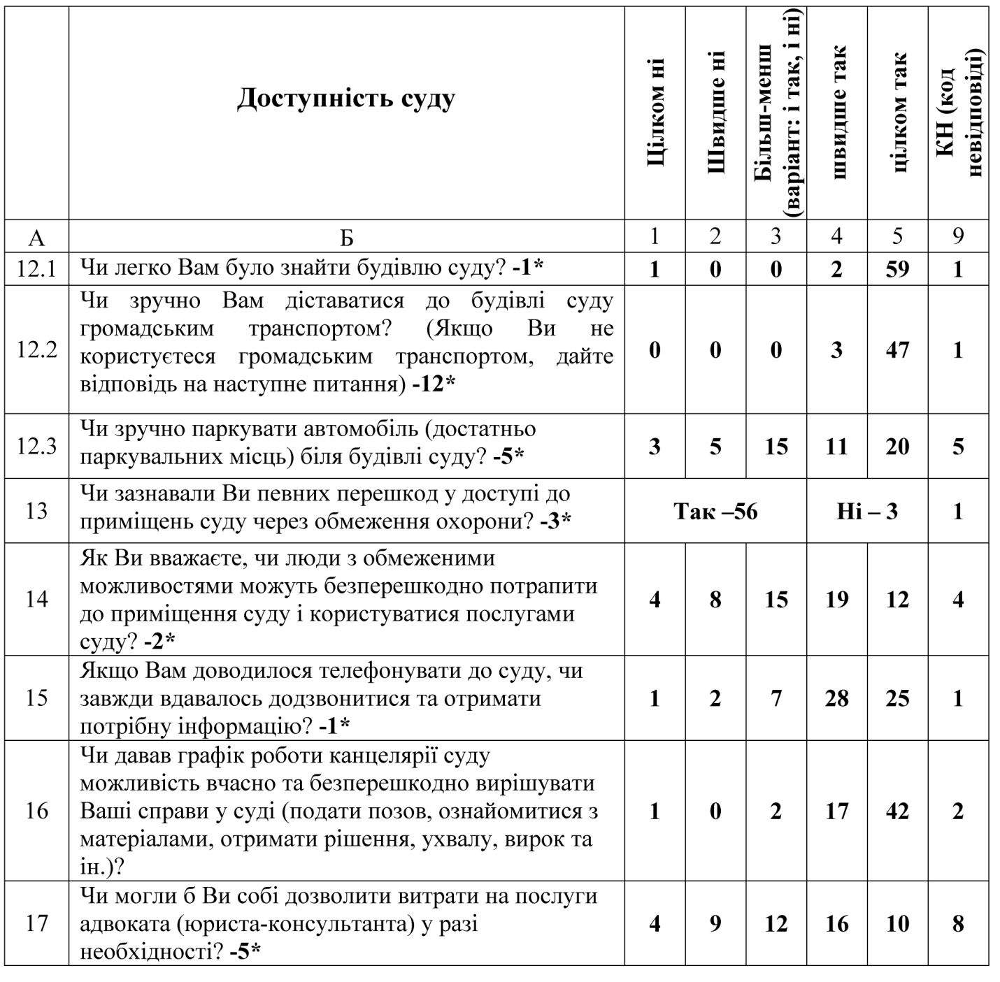 Доступність суду
Цілком ні
Швидше ні
Більш-менш
(варіант: і так, і ні)
швидше так
цілком так
КН (код
невідповіді)
А Б 1 2 3 4 5 9
12.1 Чи легко Вам було знайти будівлю суду? -1* 1 0 0 2 59 1
Чи зручно Вам діставатися до будівлі суду
громадським транспортом? (Якщо Ви не
12.2 користуєтеся громадським транспортом, дайте 0 0 0 3 47 1
відповідь на наступне питання) -12*
Чи зручно паркувати автомобіль (достатньо
12.3 паркувальних місць) біля будівлі суду? -5* 3 5 15 11 20 5
Чи зазнавали Ви певних перешкод у доступі до
13 приміщень суду через обмеження охорони? -3* Так –56 Ні – 3 1
Як Ви вважаєте, чи люди з обмеженими
можливостями можуть безперешкодно потрапити
14 до приміщення суду і користуватися послугами 4 8 15 19 12 4
суду? -2*
Якщо Вам доводилося телефонувати до суду, чи
15 завжди вдавалось додзвонитися та отримати 1 2 7 28 25 1
потрібну інформацію? -1*
Чи давав графік роботи канцелярії суду
можливість вчасно та безперешкодно вирішувати
16 Ваші справи у суді (подати позов, ознайомитися з 1 0 2 17 42 2
матеріалами, отримати рішення, ухвалу, вирок та
ін.)?
Чи могли б Ви собі дозволити витрати на послуги
17 адвоката (юриста-консультанта) у разі 4 9 12 16 10 8
необхідності? -5*